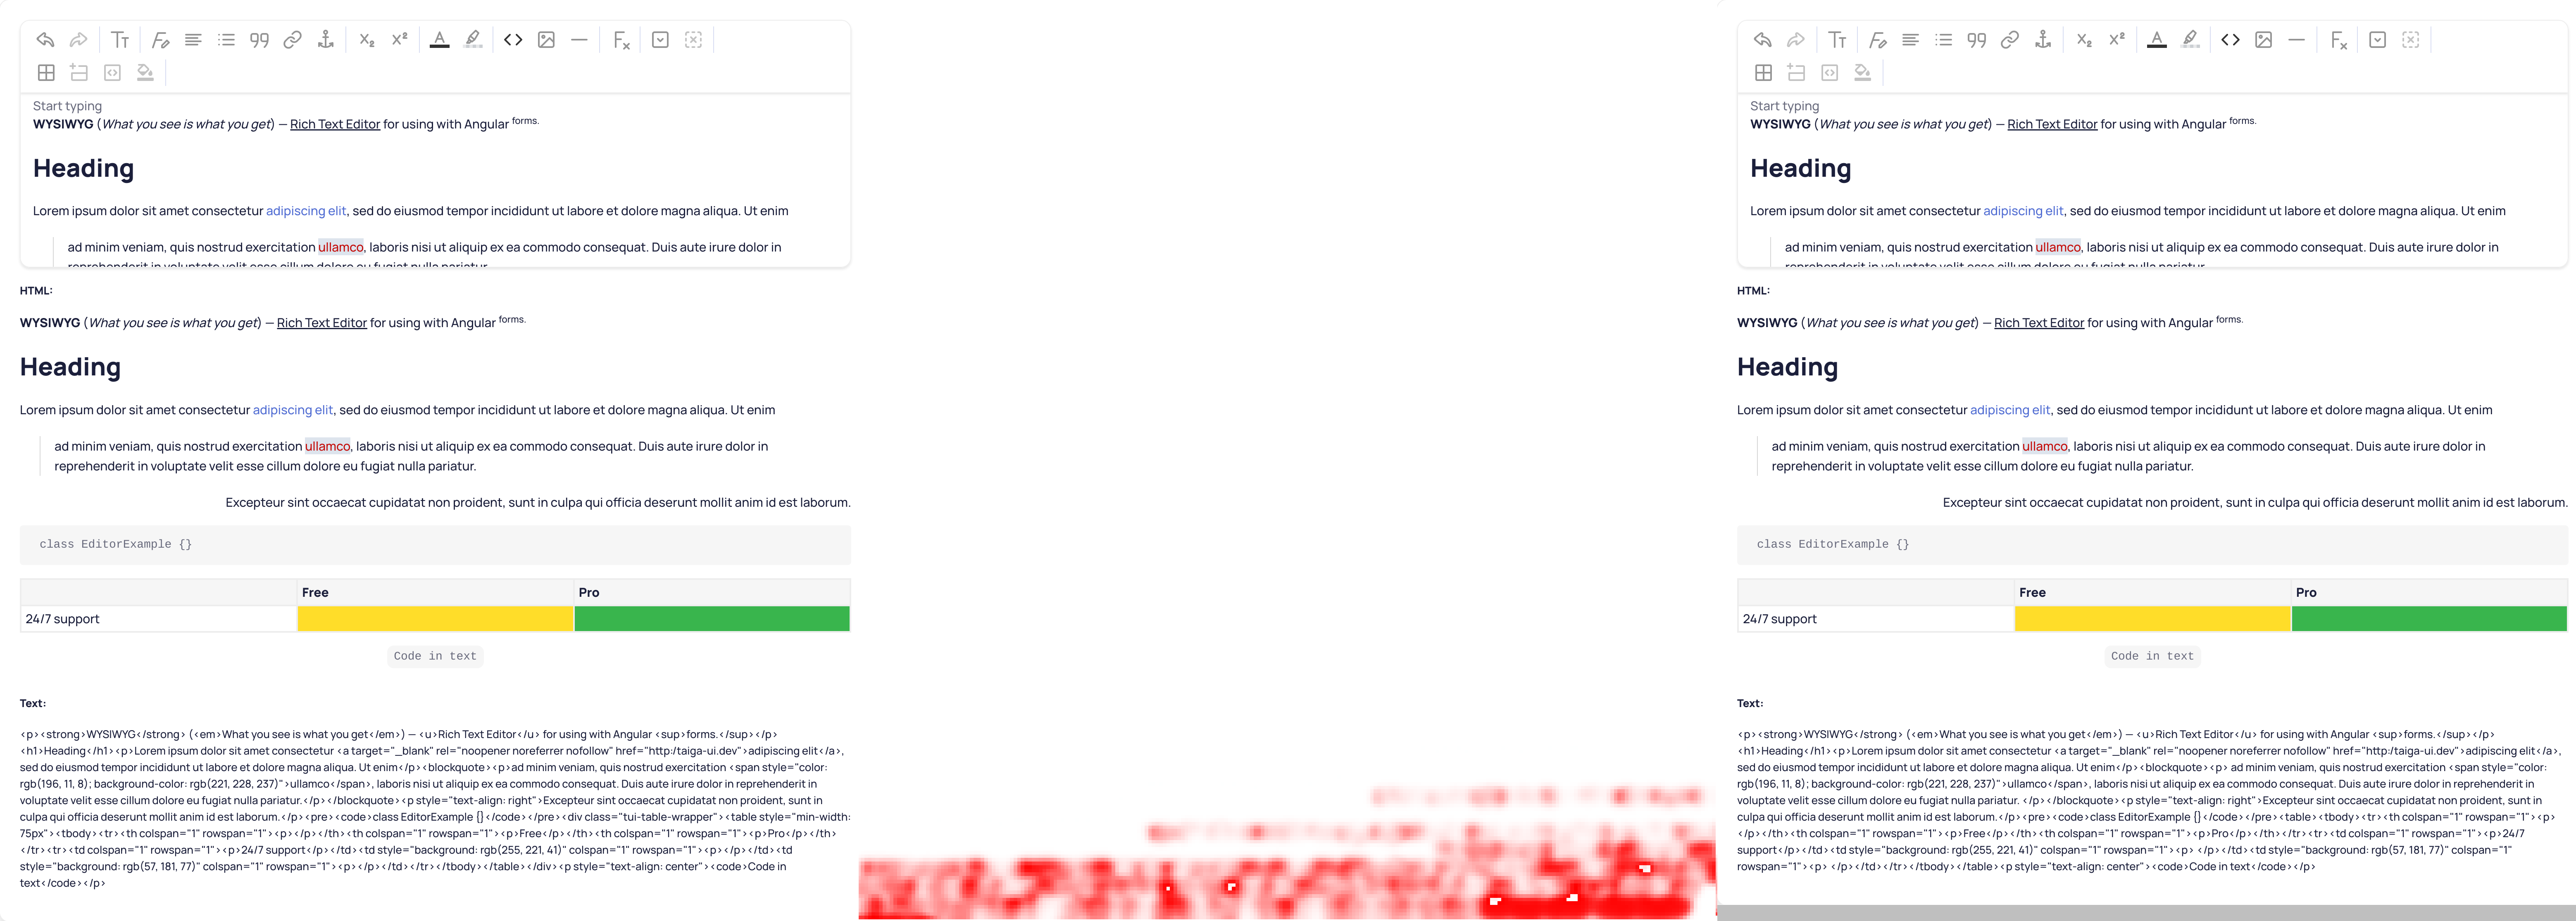 Start typing
WYSIWYG (What you see is what you get) — Rich Text Editor for using with Angular forms.
Heading
Lorem ipsum dolor sit amet consectetur adipiscing elit, sed do eiusmod tempor incididunt ut labore et dolore magna aliqua. Ut enim
ad minim veniam, quis nostrud exercitation ullamco, laboris nisi ut aliquip ex ea commodo consequat. Duis aute irure dolor in
reprehenderit in voluptate velit esse cillum dolore eu fugiat nulla pariatur.
HTML:
WYSIWYG (What you see is what you get) — Rich Text Editor for using with Angular forms.
Heading
Lorem ipsum dolor sit amet consectetur adipiscing elit, sed do eiusmod tempor incididunt ut labore et dolore magna aliqua. Ut enim
ad minim veniam, quis nostrud exercitation ullamco, laboris nisi ut aliquip ex ea commodo consequat. Duis aute irure dolor in
reprehenderit in voluptate velit esse cillum dolore eu fugiat nulla pariatur.
Excepteur sint occaecat cupidatat non proident, sunt in culpa qui officia deserunt mollit anim id est laborum.
class EditorExample {}
Free Pro
24/7 support
Code in text
Text:
<p><strong>WYSIWYG</strong> (<em>What you see is what you get</em>) — <u>Rich Text Editor</u> for using with Angular <sup>forms.</sup></p>
<h1>Heading</h1><p>Lorem ipsum dolor sit amet consectetur <a target="_blank" rel="noopener noreferrer nofollow" href="http:/taiga-ui.dev">adipiscing elit</a>,
sed do eiusmod tempor incididunt ut labore et dolore magna aliqua. Ut enim</p><blockquote><p>ad minim veniam, quis nostrud exercitation <span style="color:
rgb(196, 11, 8); background-color: rgb(221, 228, 237)">ullamco</span>, laboris nisi ut aliquip ex ea commodo consequat. Duis aute irure dolor in reprehenderit in
voluptate velit esse cillum dolore eu fugiat nulla pariatur.</p></blockquote><p style="text-align: right">Excepteur sint occaecat cupidatat non proident, sunt in
culpa qui officia deserunt mollit anim id est laborum.</p><pre><code>class EditorExample {}</code></pre><div class="tui-table-wrapper"><table style="min-width:
75px"><tbody><tr><th colspan="1" rowspan="1"><p></p></th><th colspan="1" rowspan="1"><p>Free</p></th><th colspan="1" rowspan="1"><p>Pro</p></th>
</tr><tr><td colspan="1" rowspan="1"><p>24/7 support</p></td><td style="background: rgb(255, 221, 41)" colspan="1" rowspan="1"><p></p></td><td
style="background: rgb(57, 181, 77)" colspan="1" rowspan="1"><p></p></td></tr></tbody></table></div><p style="text-align: center"><code>Code in
text</code></p>
Start typing
WYSIWYG (What you see is what you get) — Rich Text Editor for using with Angular forms.
Heading
Lorem ipsum dolor sit amet consectetur adipiscing elit, sed do eiusmod tempor incididunt ut labore et dolore magna aliqua. Ut enim
ad minim veniam, quis nostrud exercitation ullamco, laboris nisi ut aliquip ex ea commodo consequat. Duis aute irure dolor in
reprehenderit in voluptate velit esse cillum dolore eu fugiat nulla pariatur.
HTML:
WYSIWYG (What you see is what you get) — Rich Text Editor for using with Angular forms.
Heading
Lorem ipsum dolor sit amet consectetur adipiscing elit, sed do eiusmod tempor incididunt ut labore et dolore magna aliqua. Ut enim
ad minim veniam, quis nostrud exercitation ullamco, laboris nisi ut aliquip ex ea commodo consequat. Duis aute irure dolor in
reprehenderit in voluptate velit esse cillum dolore eu fugiat nulla pariatur.
Excepteur sint occaecat cupidatat non proident, sunt in culpa qui officia deserunt mollit anim id est laborum.
class EditorExample {}
Free Pro
24/7 support
Code in text
Text:
<p><strong>WYSIWYG</strong> (<em>What you see is what you get</em>) — <u>Rich Text Editor</u> for using with Angular <sup>forms.</sup></p>
<h1>Heading</h1><p>Lorem ipsum dolor sit amet consectetur <a target="_blank" rel="noopener noreferrer nofollow" href="http:/taiga-ui.dev">adipiscing elit</a>,
sed do eiusmod tempor incididunt ut labore et dolore magna aliqua. Ut enim</p><blockquote><p> ad minim veniam, quis nostrud exercitation <span style="color:
rgb(196, 11, 8); background-color: rgb(221, 228, 237)">ullamco</span>, laboris nisi ut aliquip ex ea commodo consequat. Duis aute irure dolor in reprehenderit in
voluptate velit esse cillum dolore eu fugiat nulla pariatur. </p></blockquote><p style="text-align: right">Excepteur sint occaecat cupidatat non proident, sunt in
culpa qui officia deserunt mollit anim id est laborum.</p><pre><code>class EditorExample {}</code></pre><table><tbody><tr><th colspan="1" rowspan="1"><p>
</p></th><th colspan="1" rowspan="1"><p>Free</p></th><th colspan="1" rowspan="1"><p>Pro</p></th></tr><tr><td colspan="1" rowspan="1"><p>24/7
support</p></td><td style="background: rgb(255, 221, 41)" colspan="1" rowspan="1"><p> </p></td><td style="background: rgb(57, 181, 77)" colspan="1"
rowspan="1"><p> </p></td></tr></tbody></table><p style="text-align: center"><code>Code in text</code></p>